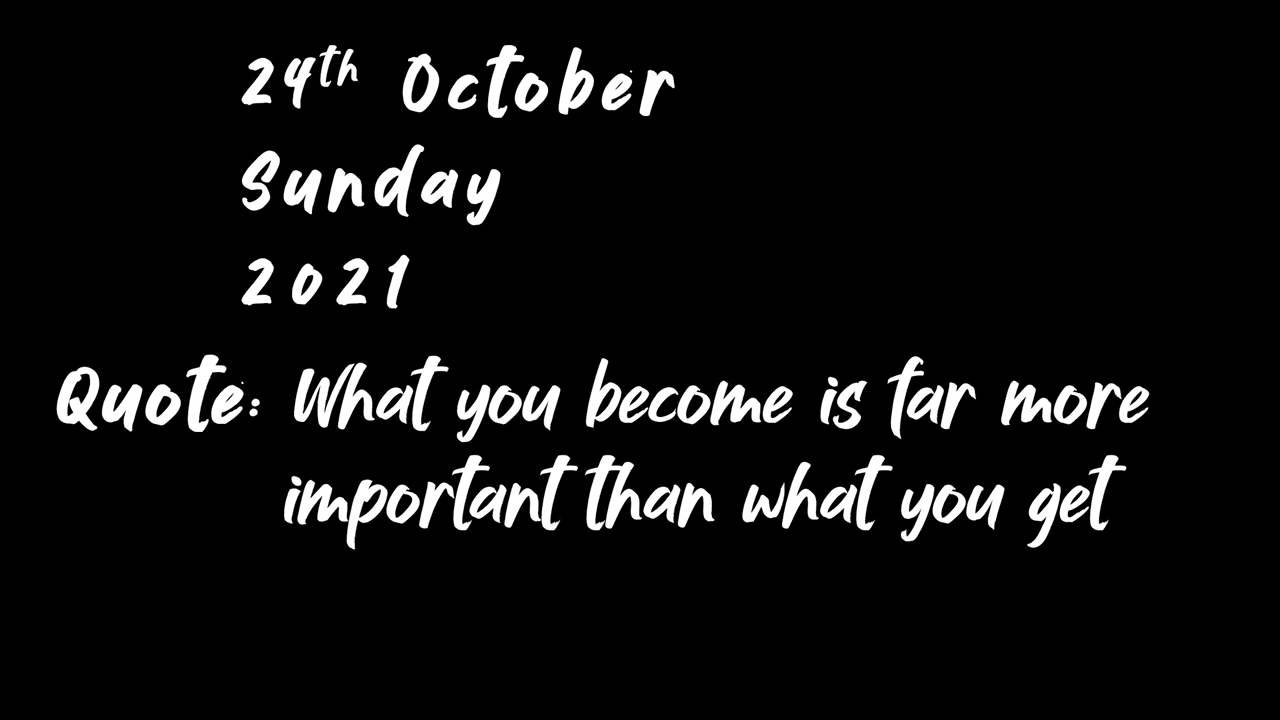 24th October
Sunday
2021
Quote: What you become is far more
important than what you get